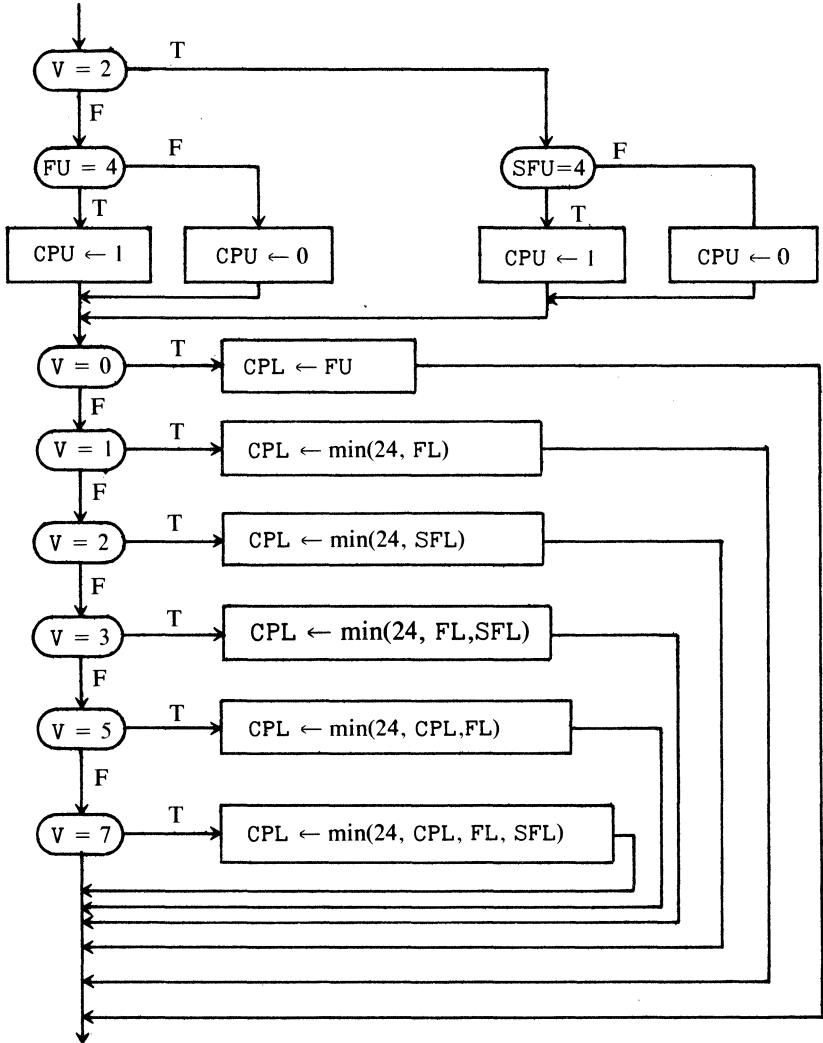 T
V = 2
F
FU = 4
F
SFU=4
F
T
T
CPU ← 1
CPU ← 0
CPU ← 1
CPU ← 0
V = 0
T
CPL ← FU
F
V = 1
T
CPL ← min(24, FL)
F
V = 2
T
CPL ← min(24, SFL)
F
V = 3
T
CPL ← min(24, FL,SFL)
F
V = 5
T
CPL ← min(24, CPL,FL)
F
V = 7
T
CPL ← min(24, CPL, FL, SFL)